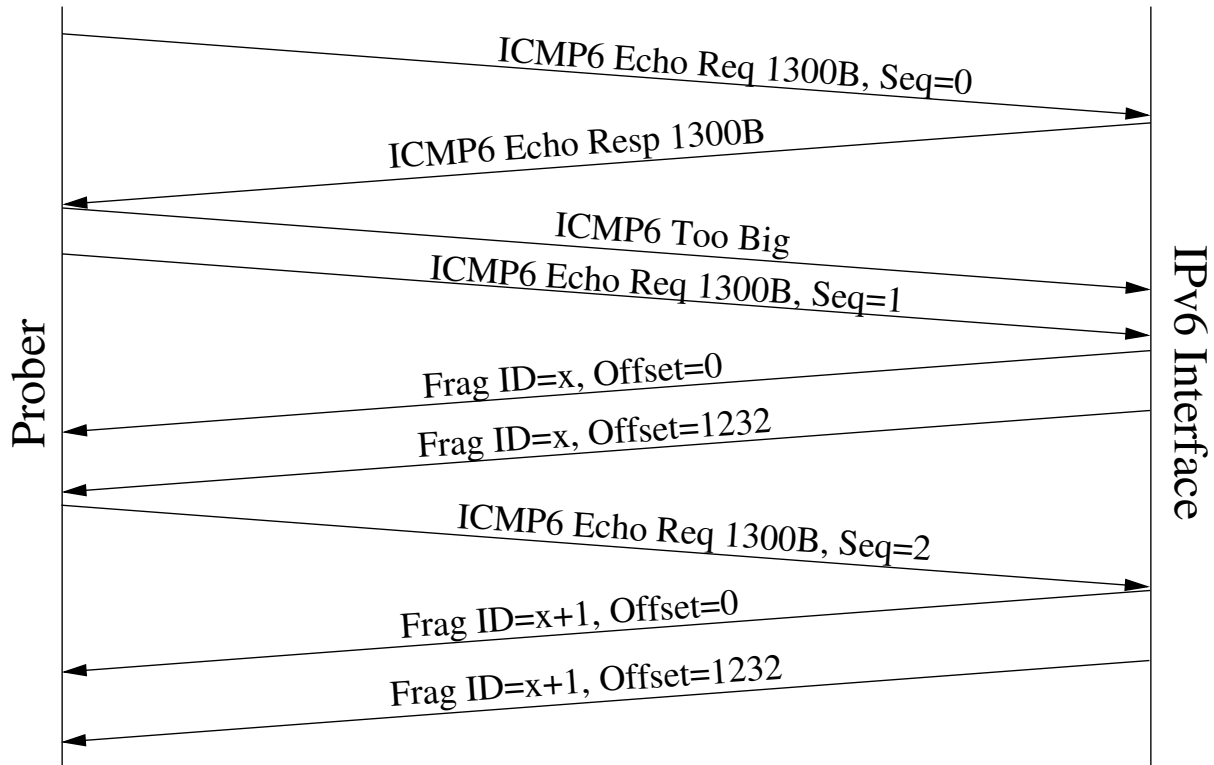 ICMP6 Echo Req 1300B, Seq=0
ICMP6 Echo Resp 1300B
ICMP6 Too Big
ICMP6 Echo Req 1300B, Seq=1
Frag ID=x, Offset=0
Frag ID=x, Offset=1232
ICMP6 Echo Req 1300B, Seq=2
Frag ID=x+1, Offset=0
Frag ID=x+1, Offset=1232
Prober
IPv6 Interface